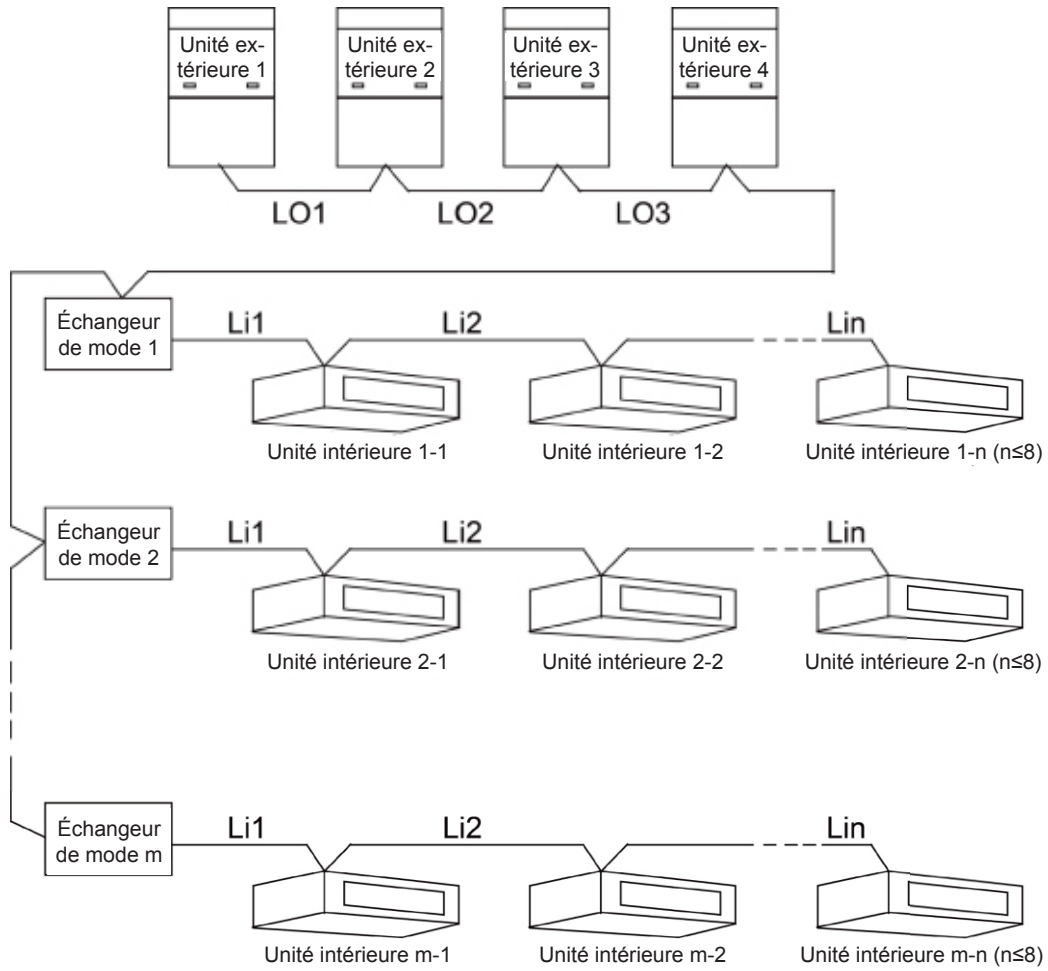 Unité ex-
térieure 1
Unité ex-
térieure 2
Unité ex-
térieure 3
Unité ex-
térieure 4
LO1
LO2
LO3
Échangeur
de mode 1
Li1
Li2
Lin
Unité intérieure 1-1
Unité intérieure 1-2
Unité intérieure 1-n (n≤8)
Échangeur
de mode 2
Li1
Li2
Lin
Unité intérieure 2-1
Unité intérieure 2-2
Unité intérieure 2-n (n≤8)
Échangeur
de mode m
Li1
Li2
Lin
Unité intérieure m-1
Unité intérieure m-2
Unité intérieure m-n (n≤8)